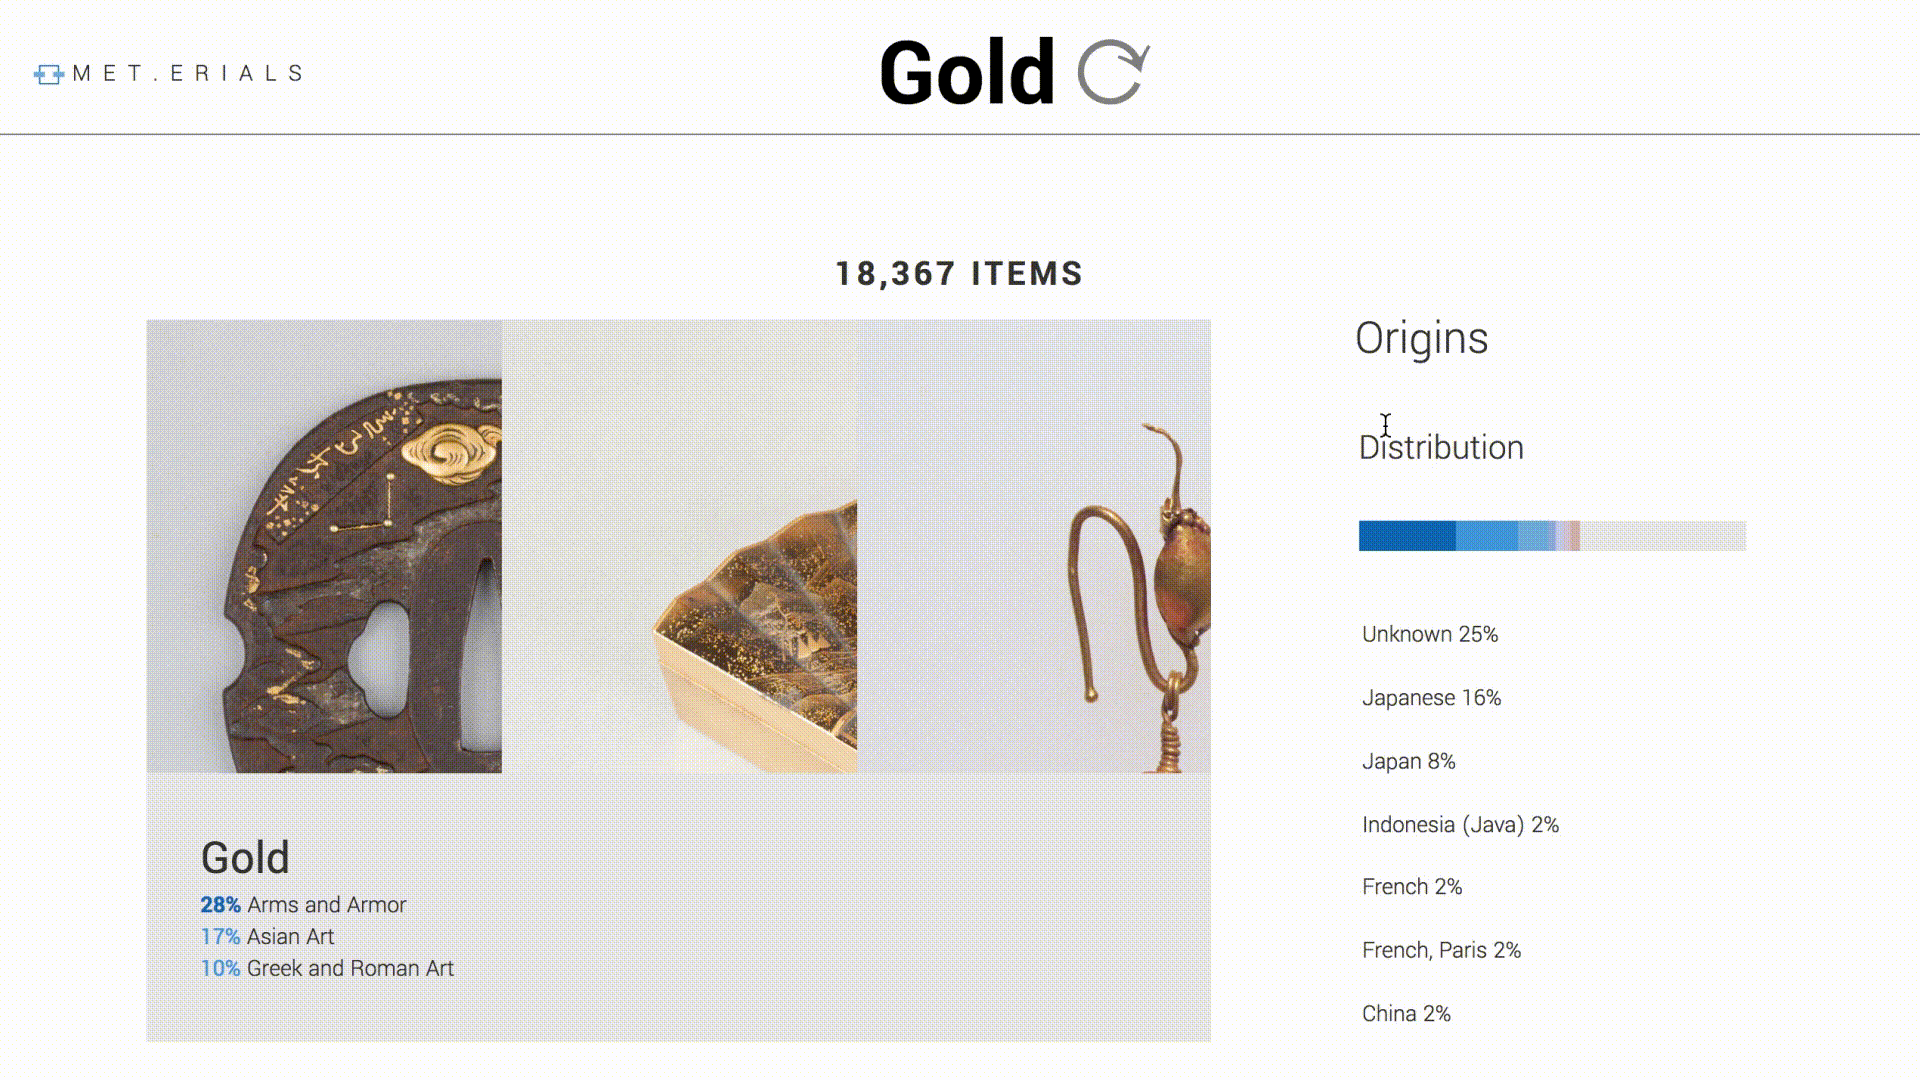 MET.ERIALS
Gold
18,367 ITEMS
Gold
28% Arms and Armor
17% Asian Art
10% Greek and Roman Art
Origins
Distribution
Unknown 25%
Japanese 16%
Japan 8%
Indonesia (Java) 2%
French 2%
French, Paris 2%
China 2%